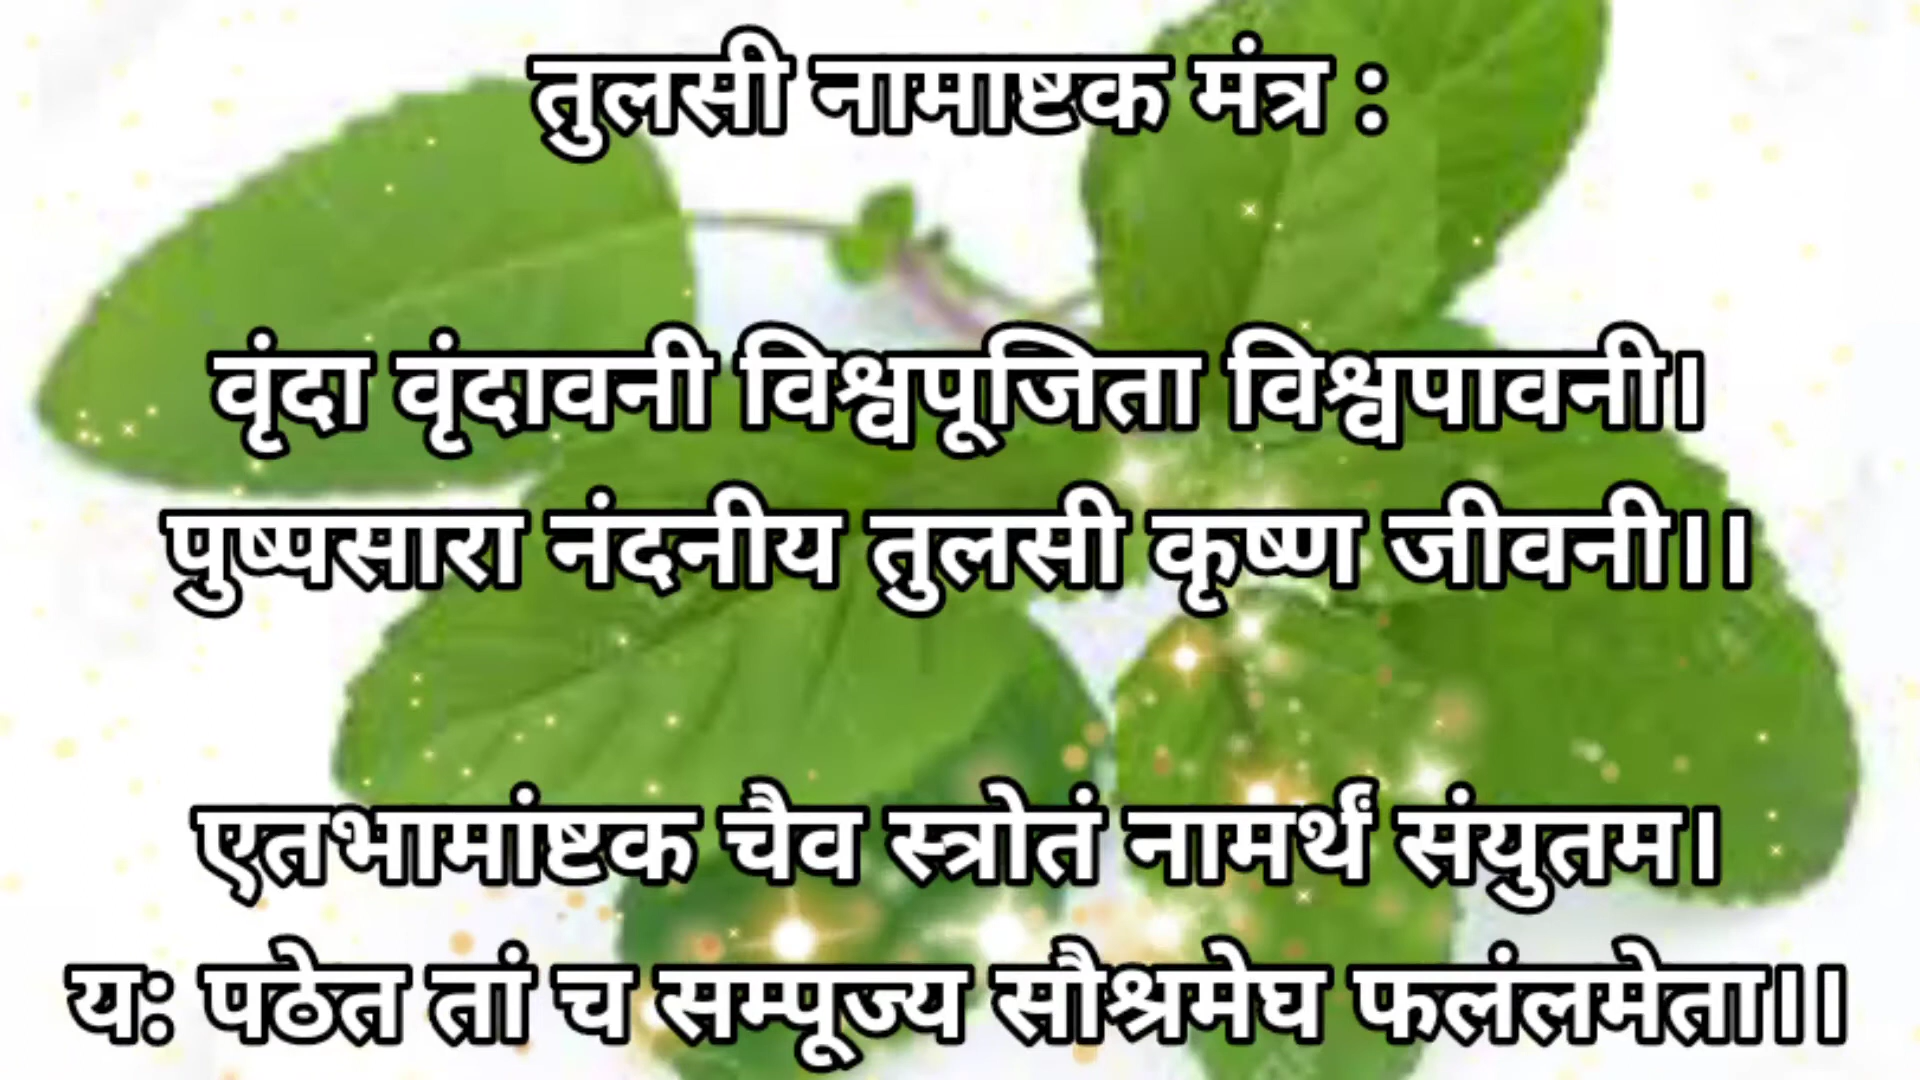 तुलसी नामाष्टक मंत्र :
वृंदा वृंदावनी विश्वपूजिता विश्वपावनी।
पुष्पसारा नंदनीय तुलसी कृष्ण जीवनी।।
एतभामांष्टक चैव स्त्रोतं नामर्थं संयुतम।
य: पठेत तां च सम्पूज्य सौश्रमेघ फलंलमेता।।